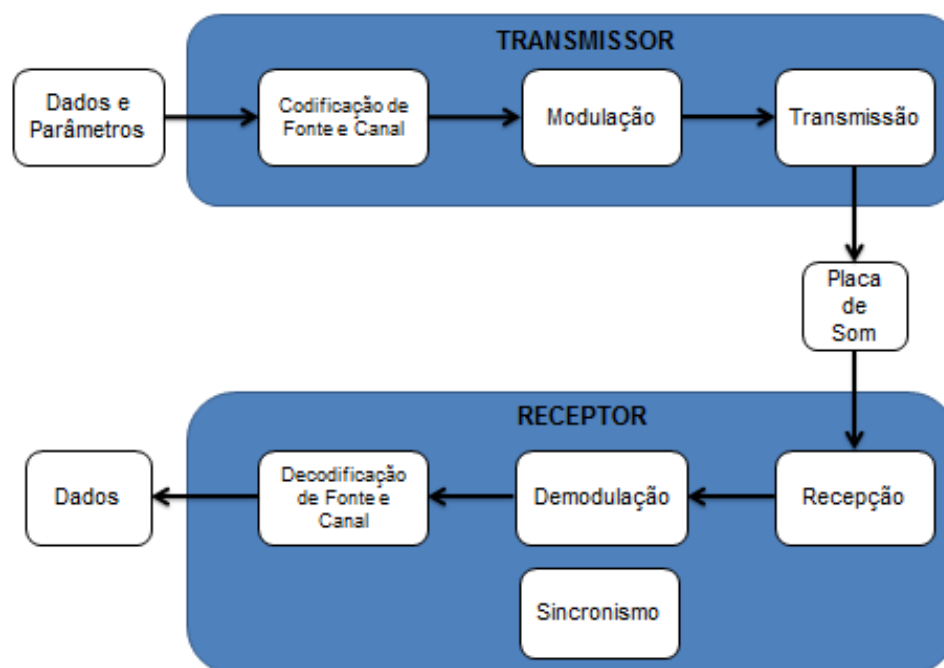 TRANSMISSOR
Dados e
Parâmetros
Codificação de
Fonte e Canal
Modulação
Transmissão
Placa
de
Som
RECEPTOR
Dados
Decodificação
de Fonte e
Canal
Demodulação
Recepção
Sincronismo